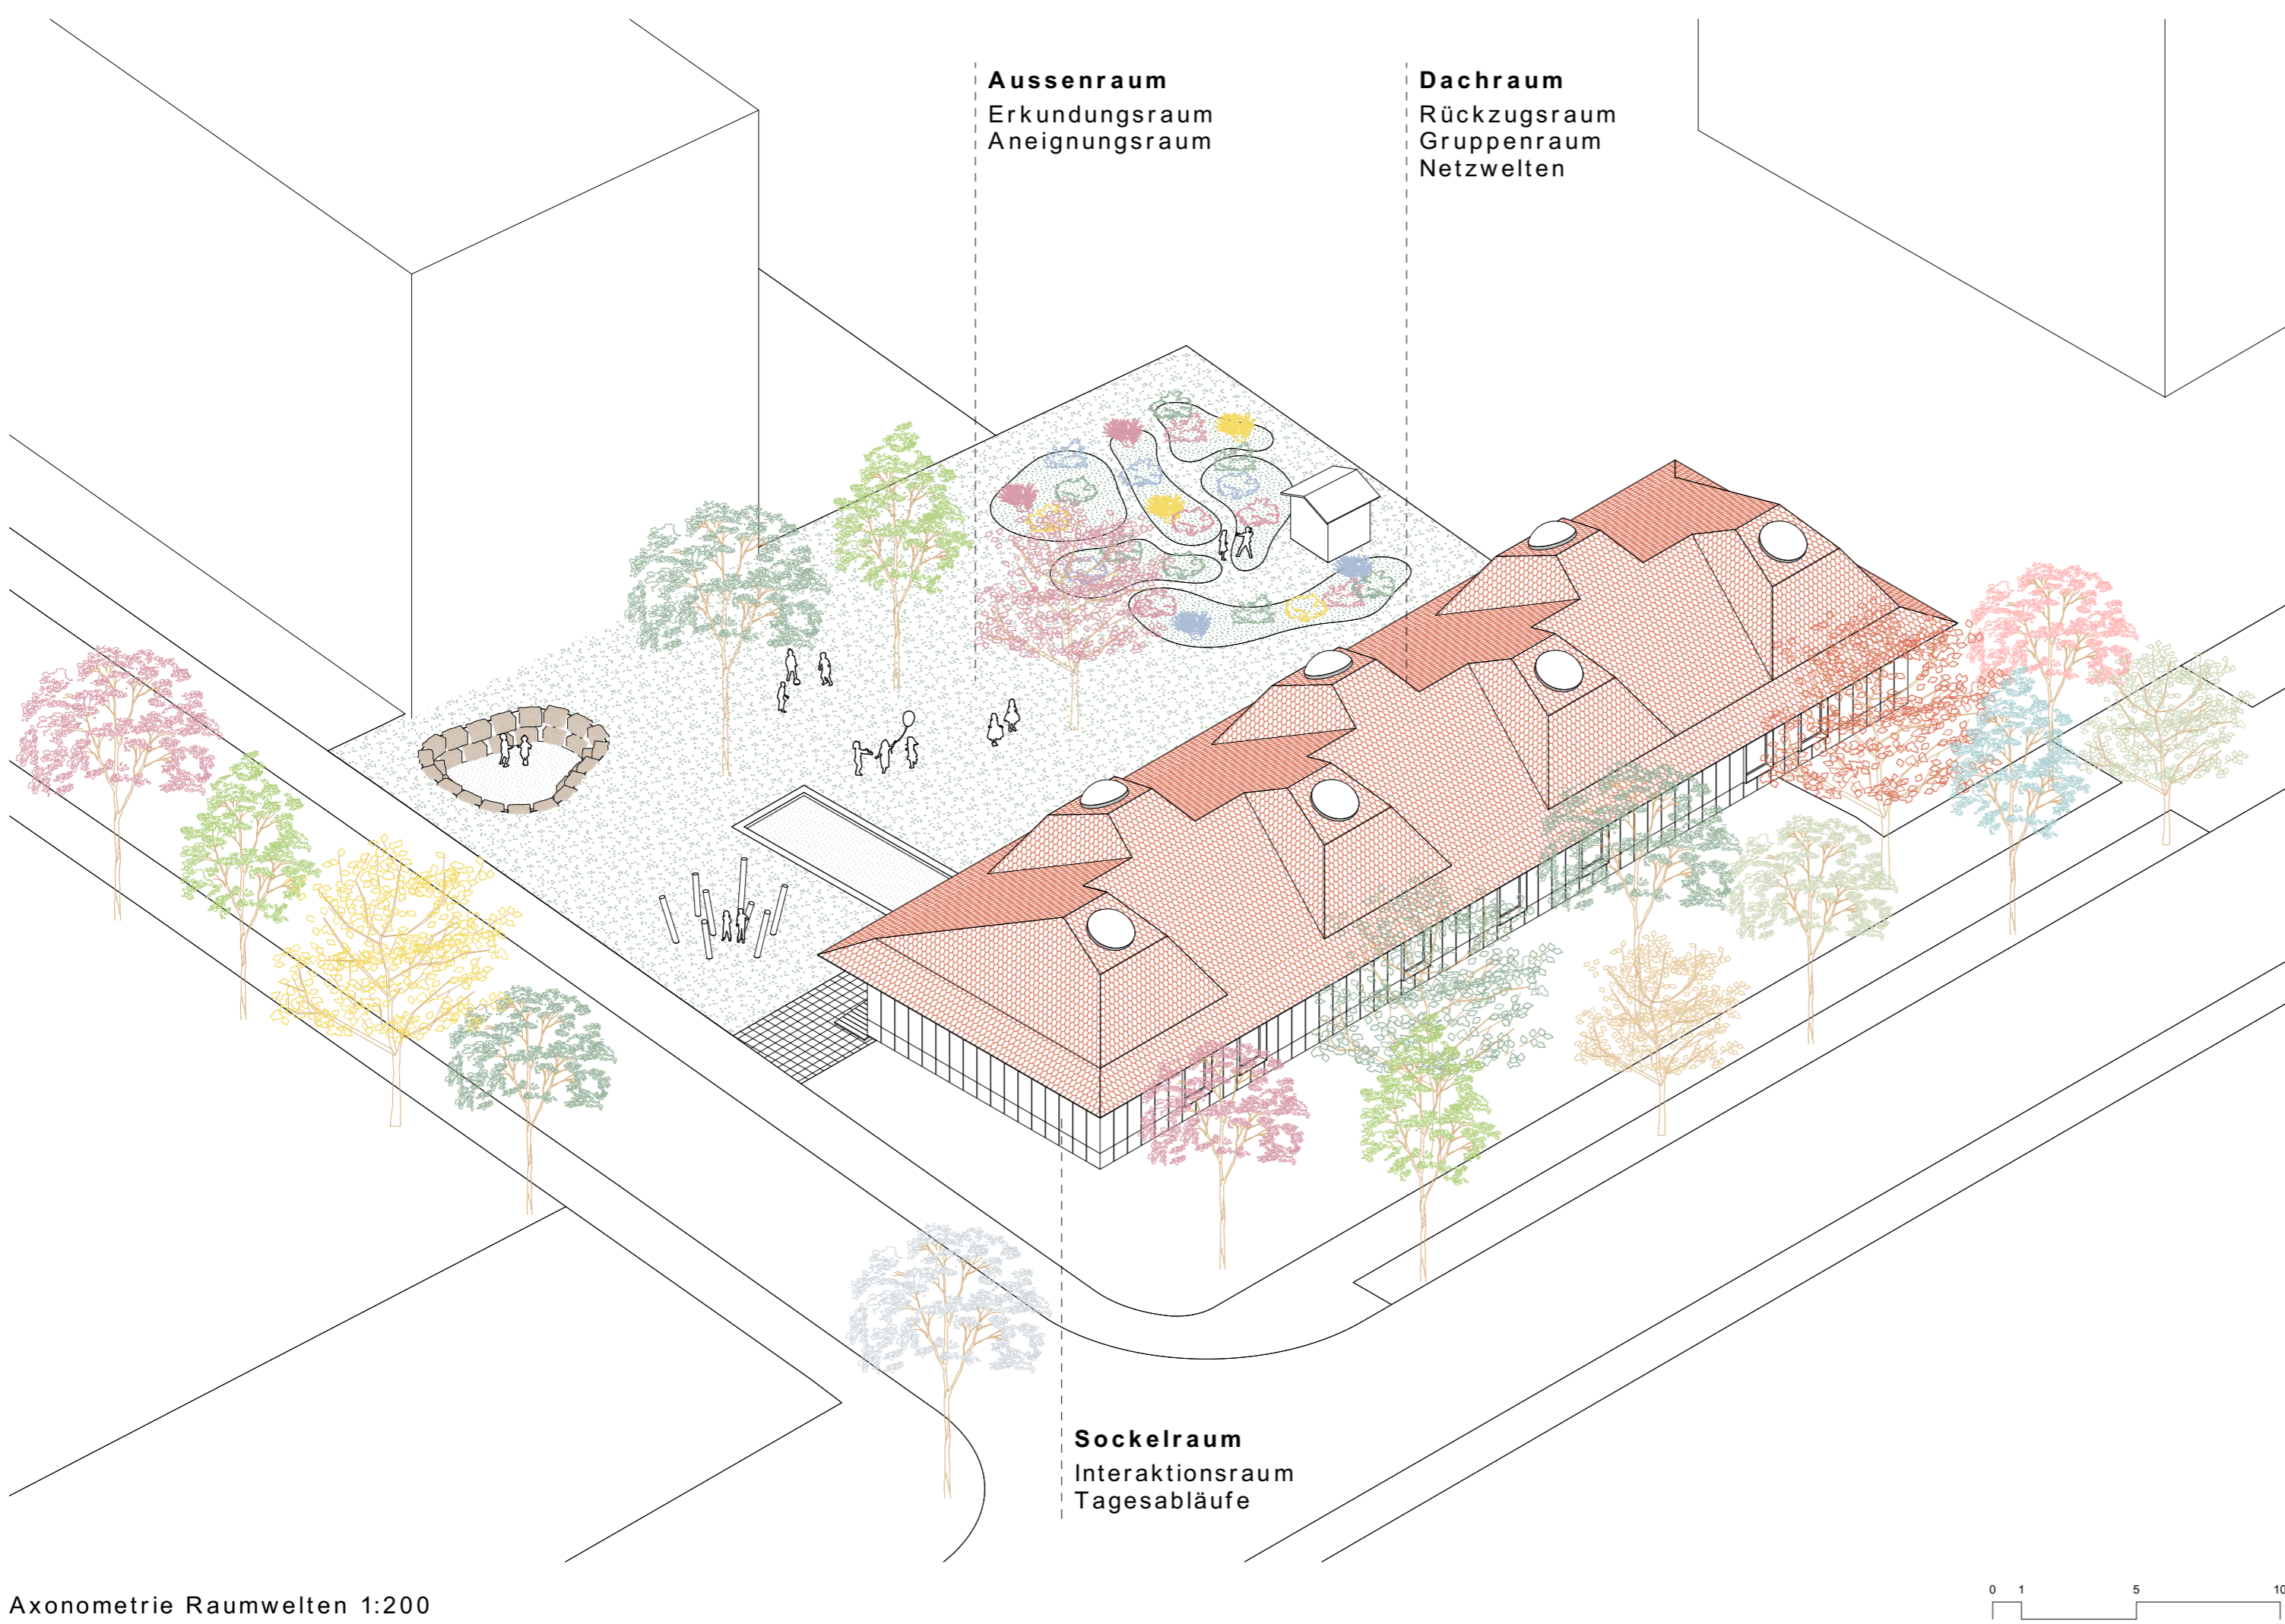 Aussenraum
Erkundungsraum
Aneignungsraum
Dachraum
Rückzugsraum
Gruppenraum
Netzwelten
Sockelraum
Interaktionsraum
Tagesabläufe
Axonometrie Raumwelten 1:200
0 1 5 10